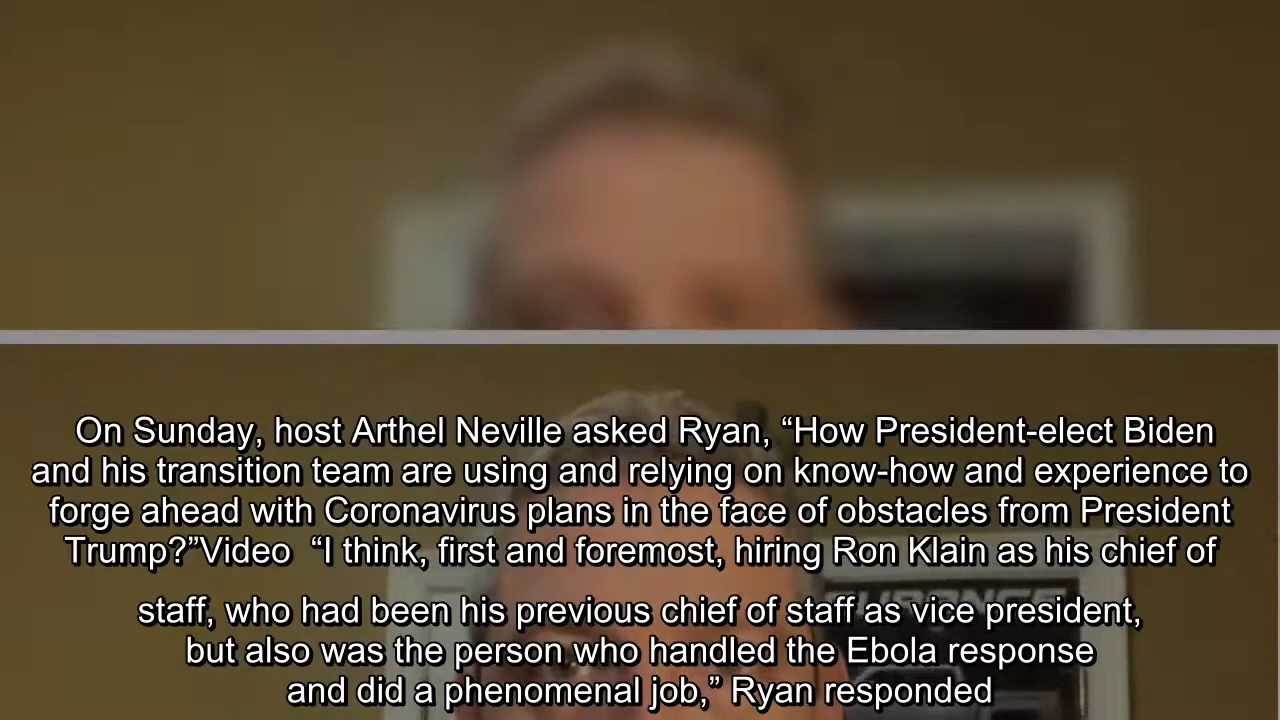 On Sunday, host Arthel Neville asked Ryan, “How President-elect Biden
and his transition team are using and relying on know-how and experience to
forge ahead with Coronavirus plans in the face of obstacles from President
Trump?”Video “I think, first and foremost, hiring Ron Klain as his chief of
staff, who had been his previous chief of staff as vice president,
but also was the person who handled the Ebola response
and did a phenomenal job,” Ryan responded